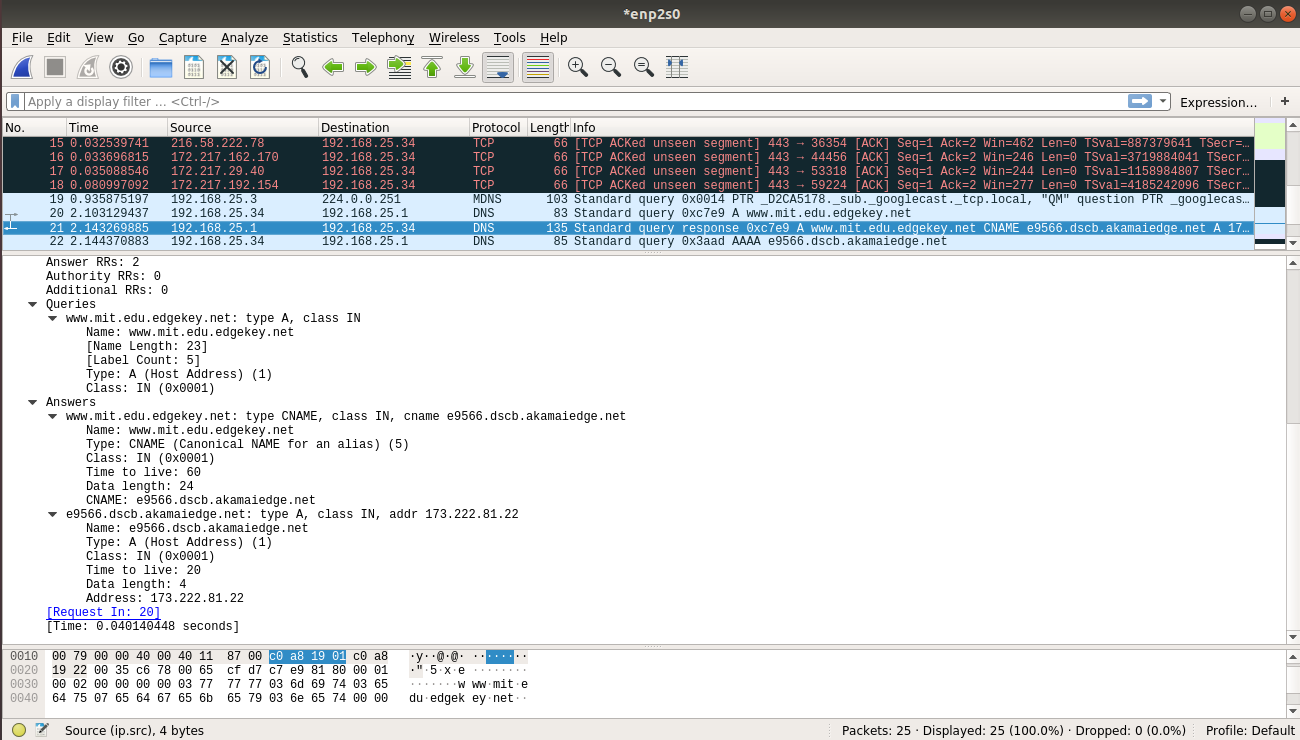 *enp2s0
File Edit View Go Capture Analyze Statistics Telephony Wireless Tools Help
Apply a display filter ... <Ctrl-/> Expression... +
No. Time Source Destination Protocol Length Info
15 0.032539741 216.58.222.78 192.168.25.34 TCP 66 [TCP ACKed unseen segment] 443 → 36354 [ACK] Seq=1 Ack=2 Win=462 Len=0 TSval=887379641 TSecr=…
16 0.033696815 172.217.162.170 192.168.25.34 TCP 66 [TCP ACKed unseen segment] 443 → 44456 [ACK] Seq=1 Ack=2 Win=246 Len=0 TSval=3719884041 TSecr…
17 0.035088546 172.217.29.40 192.168.25.34 TCP 66 [TCP ACKed unseen segment] 443 → 53318 [ACK] Seq=1 Ack=2 Win=244 Len=0 TSval=1158984807 TSecr…
18 0.080997092 172.217.192.154 192.168.25.34 TCP 66 [TCP ACKed unseen segment] 443 → 59224 [ACK] Seq=1 Ack=2 Win=277 Len=0 TSval=4185242096 TSecr…
19 0.935875197 192.168.25.3 224.0.0.251 MDNS 103 Standard query 0x0014 PTR _D2CA5178._sub._googlecast._tcp.local, "QM" question PTR _googlecas…
20 2.103129437 192.168.25.34 192.168.25.1 DNS 83 Standard query 0xc7e9 A www.mit.edu.edgekey.net
21 2.143269885 192.168.25.1 192.168.25.34 DNS 135 Standard query response 0xc7e9 A www.mit.edu.edgekey.net CNAME e9566.dscb.akamaiedge.net A 17…
22 2.144370883 192.168.25.34 192.168.25.1 DNS 85 Standard query 0x3aad AAAA e9566.dscb.akamaiedge.net
Answer RRs: 2
Authority RRs: 0
Additional RRs: 0
Queries
www.mit.edu.edgekey.net: type A, class IN
Name: www.mit.edu.edgekey.net
[Name Length: 23]
[Label Count: 5]
Type: A (Host Address) (1)
Class: IN (0x0001)
Answers
www.mit.edu.edgekey.net: type CNAME, class IN, cname e9566.dscb.akamaiedge.net
Name: www.mit.edu.edgekey.net
Type: CNAME (Canonical NAME for an alias) (5)
Class: IN (0x0001)
Time to live: 60
Data length: 24
CNAME: e9566.dscb.akamaiedge.net
e9566.dscb.akamaiedge.net: type A, class IN, addr 173.222.81.22
Name: e9566.dscb.akamaiedge.net
Type: A (Host Address) (1)
Class: IN (0x0001)
Time to live: 20
Data length: 4
Address: 173.222.81.22
[Request In: 20]
[Time: 0.040140448 seconds]
0010 00 79 00 00 40 00 40 11 87 00 c0 a8 19 01 c0 a8 ·y··@·@· ········
0020 19 22 00 35 c6 78 00 65 cf d7 c7 e9 81 80 00 01 ·"·5·x·e ········
0030 00 02 00 00 00 00 03 77 77 77 03 6d 69 74 03 65 ·······w ww·mit·e
0040 64 75 07 65 64 67 65 6b 65 79 03 6e 65 74 00 00 du·edgek ey·net··
Source (ip.src), 4 bytes Packets: 25 · Displayed: 25 (100.0%) · Dropped: 0 (0.0%) Profile: Default